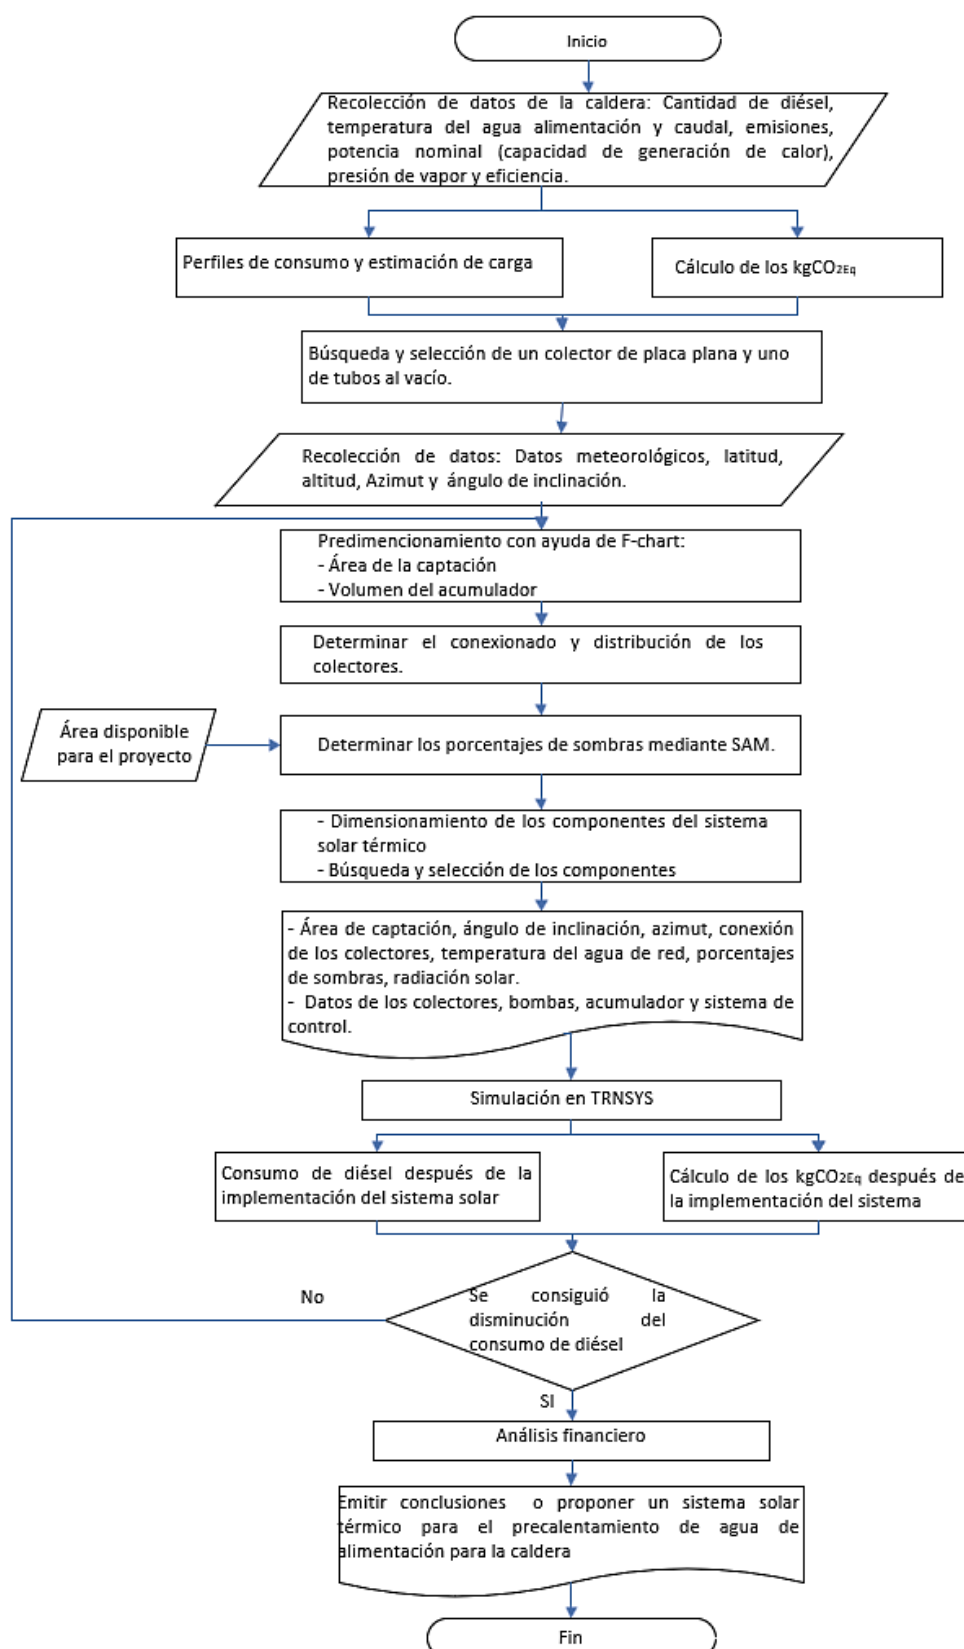 Inicio
Recolección de datos de la caldera: Cantidad de diésel,
temperatura del agua alimentación y caudal, emisiones,
potencia nominal (capacidad de generación de calor),
presión de vapor y eficiencia.
Perfiles de consumo y estimación de carga
Cálculo de los kgCO2Eq
Búsqueda y selección de un colector de placa plana y uno
de tubos al vacío.
Recolección de datos: Datos meteorológicos, latitud,
altitud, Azimut y ángulo de inclinación.
Predimencionamiento con ayuda de F-chart:
- Área de la captación
- Volumen del acumulador
Determinar el conexionado y distribución de los
colectores.
Área disponible
para el proyecto
Determinar los porcentajes de sombras mediante SAM.
- Dimensionamiento de los componentes del sistema
solar térmico
- Búsqueda y selección de los componentes
- Área de captación, ángulo de inclinación, azimut, conexión
de los colectores, temperatura del agua de red, porcentajes
de sombras, radiación solar.
- Datos de los colectores, bombas, acumulador y sistema de
control.
Simulación en TRNSYS
Consumo de diésel después de la
implementación del sistema solar
Cálculo de los kgCO2Eq después de
la implementación del sistema
Se consiguió la
disminución del
consumo de diésel
No
SI
Análisis financiero
Emitir conclusiones o proponer un sistema solar
térmico para el precalentamiento de agua de
alimentación para la caldera
Fin